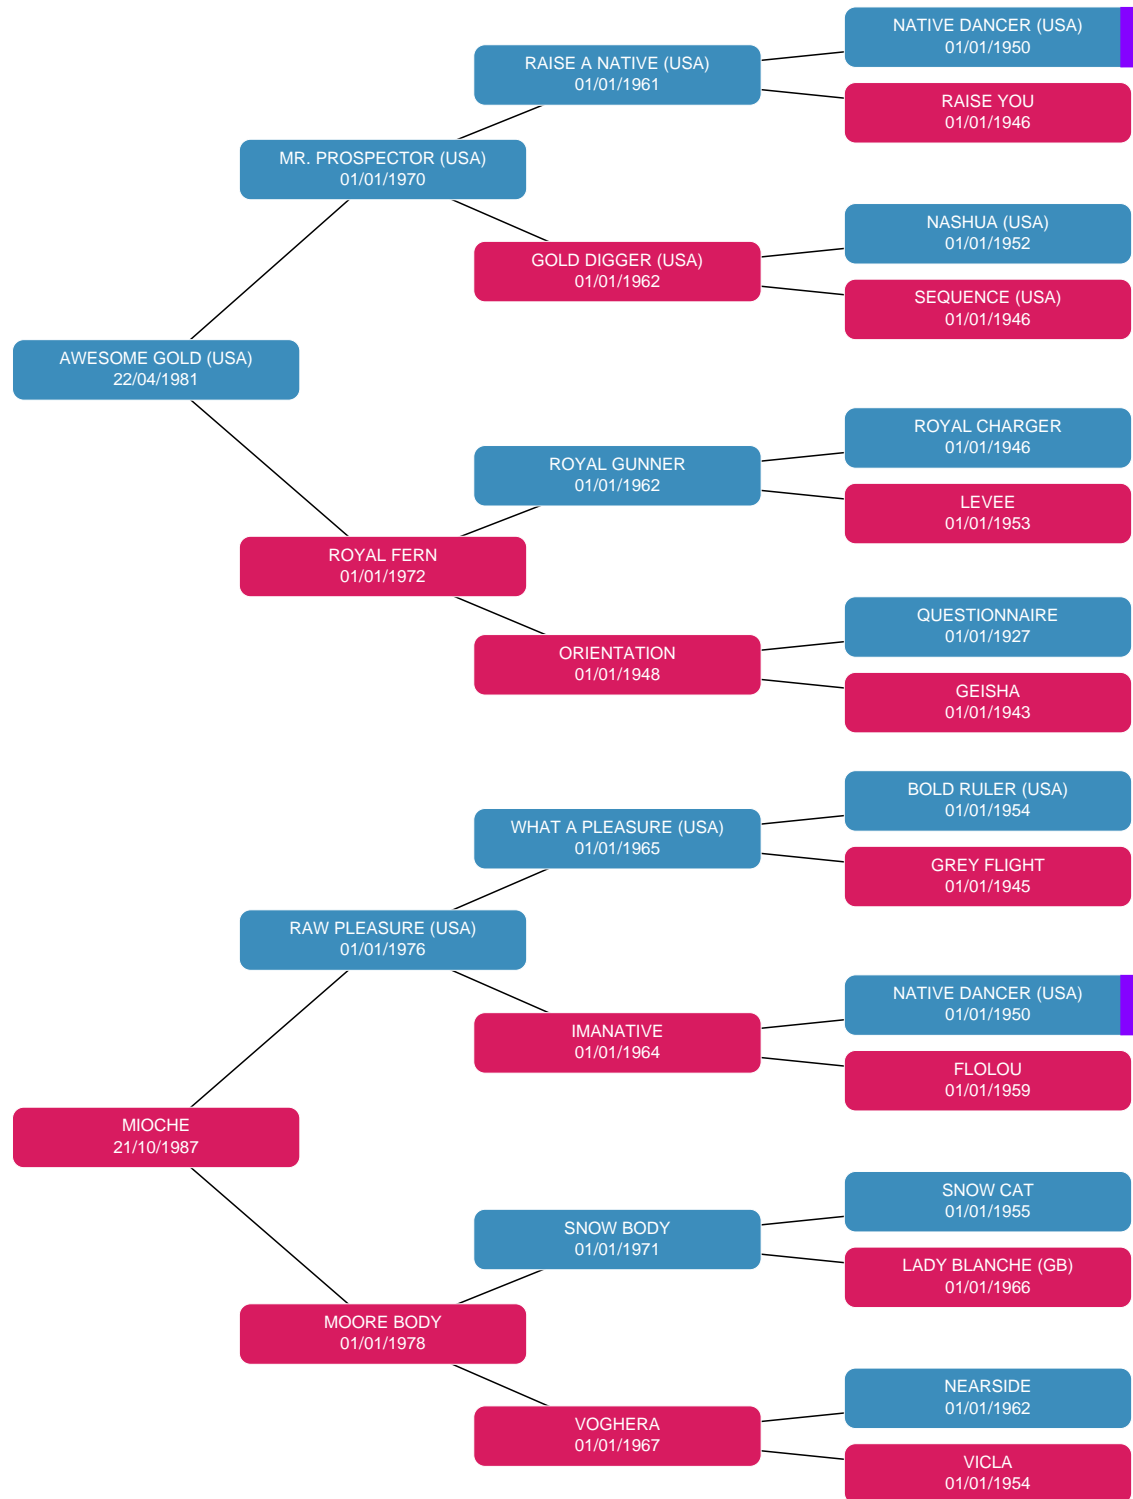 NATIVE DANCER (USA)
01/01/1950
RAISE A NATIVE (USA)
01/01/1961
RAISE YOU
01/01/1946
MR. PROSPECTOR (USA)
01/01/1970
NASHUA (USA)
01/01/1952
GOLD DIGGER (USA)
01/01/1962
SEQUENCE (USA)
01/01/1946
AWESOME GOLD (USA)
22/04/1981
ROYAL CHARGER
01/01/1946
ROYAL GUNNER
01/01/1962
LEVEE
01/01/1953
ROYAL FERN
01/01/1972
QUESTIONNAIRE
01/01/1927
ORIENTATION
01/01/1948
GEISHA
01/01/1943
BOLD RULER (USA)
01/01/1954
WHAT A PLEASURE (USA)
01/01/1965
GREY FLIGHT
01/01/1945
RAW PLEASURE (USA)
01/01/1976
NATIVE DANCER (USA)
01/01/1950
IMANATIVE
01/01/1964
FLOLOU
01/01/1959
MIOCHE
21/10/1987
SNOW CAT
01/01/1955
SNOW BODY
01/01/1971
LADY BLANCHE (GB)
01/01/1966
MOORE BODY
01/01/1978
NEARSIDE
01/01/1962
VOGHERA
01/01/1967
VICLA
01/01/1954